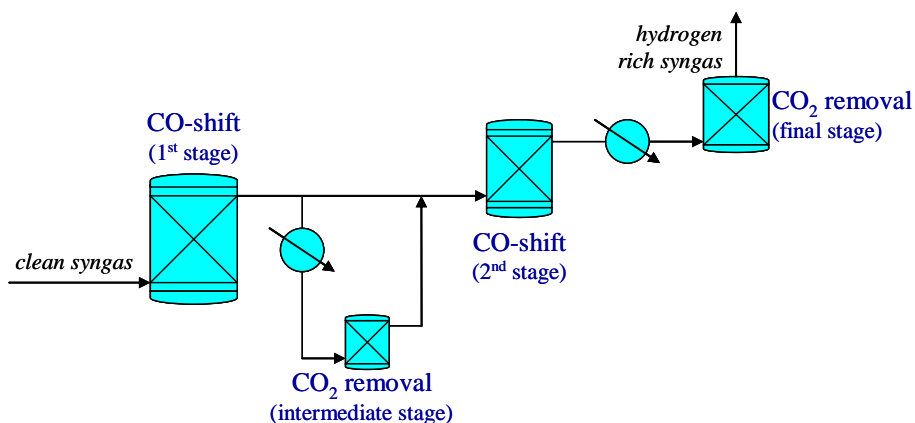 hydrogen
rich syngas
CO₂ removal
(final stage)
CO-shift
(1st stage)
CO-shift
(2nd stage)
clean syngas
CO₂ removal
(intermediate stage)